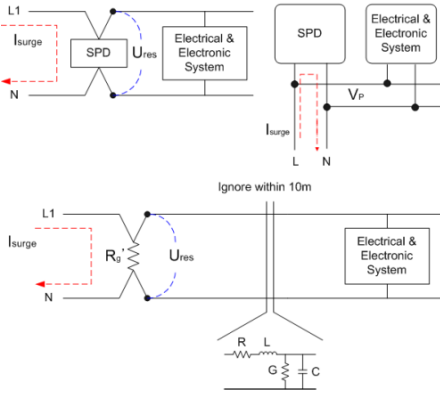 L1
Isurge
SPD
Ures
Electrical &
Electronic
System
N
SPD
Electrical &
Electronic
System
VP
Isurge
L
N
Ignore within 10m
L1
Isurge
Rg'
Ures
Electrical &
Electronic
System
N
R
L
G
C